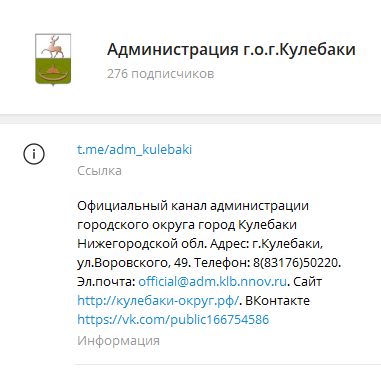 Администрация г.о.г.Кулебаки
276 подписчиков
t.me/adm_kulebaki
Ссылка
Официальный канал администрации
городского округа город Кулебаки
Нижегородской обл. Адрес: г.Кулебаки,
ул.Воровского, 49. Телефон: 8(83176)50220.
Эл.почта: official@adm.klb.nnov.ru. Сайт
http://кулебаки-округ.рф/. ВКонтакте
https://vk.com/public166754586
Информация